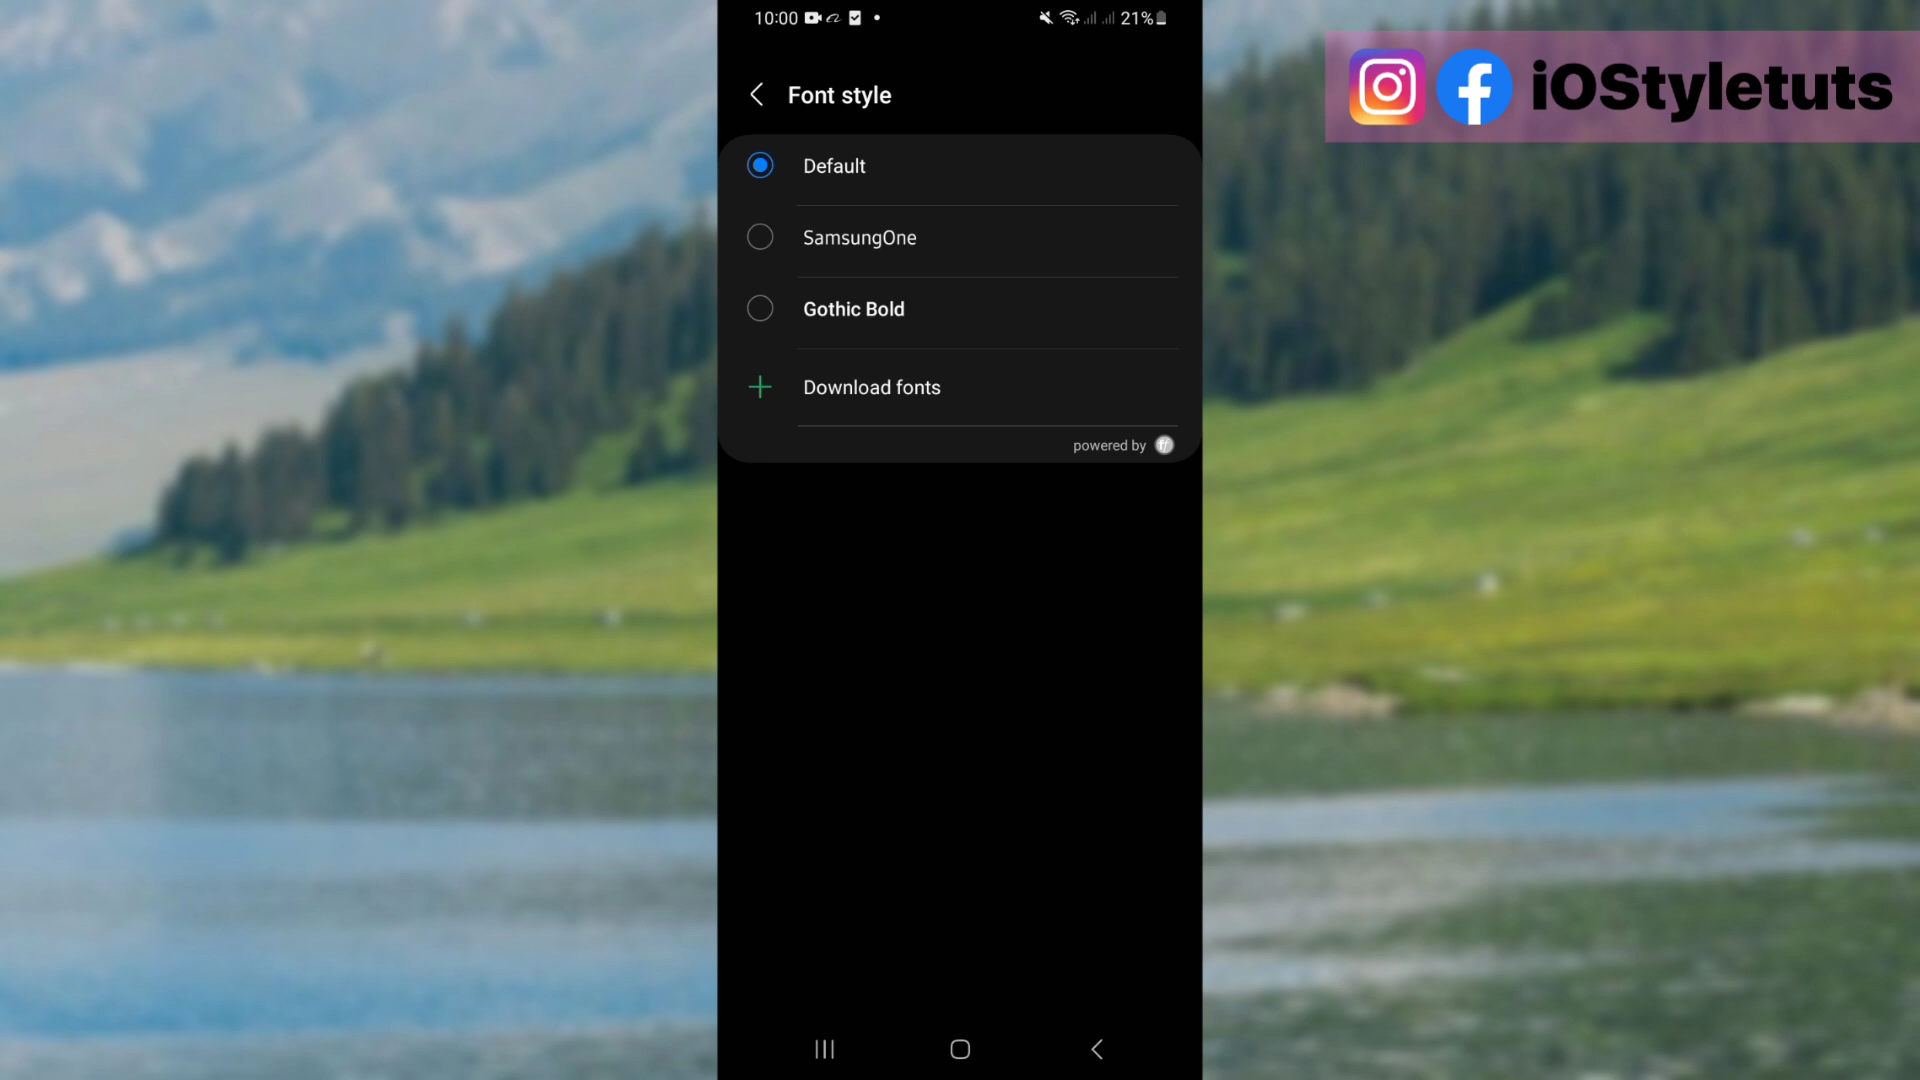 10:00
21%
iOStyletuts
Font style
Default
SamsungOne
Gothic Bold
Download fonts
powered by